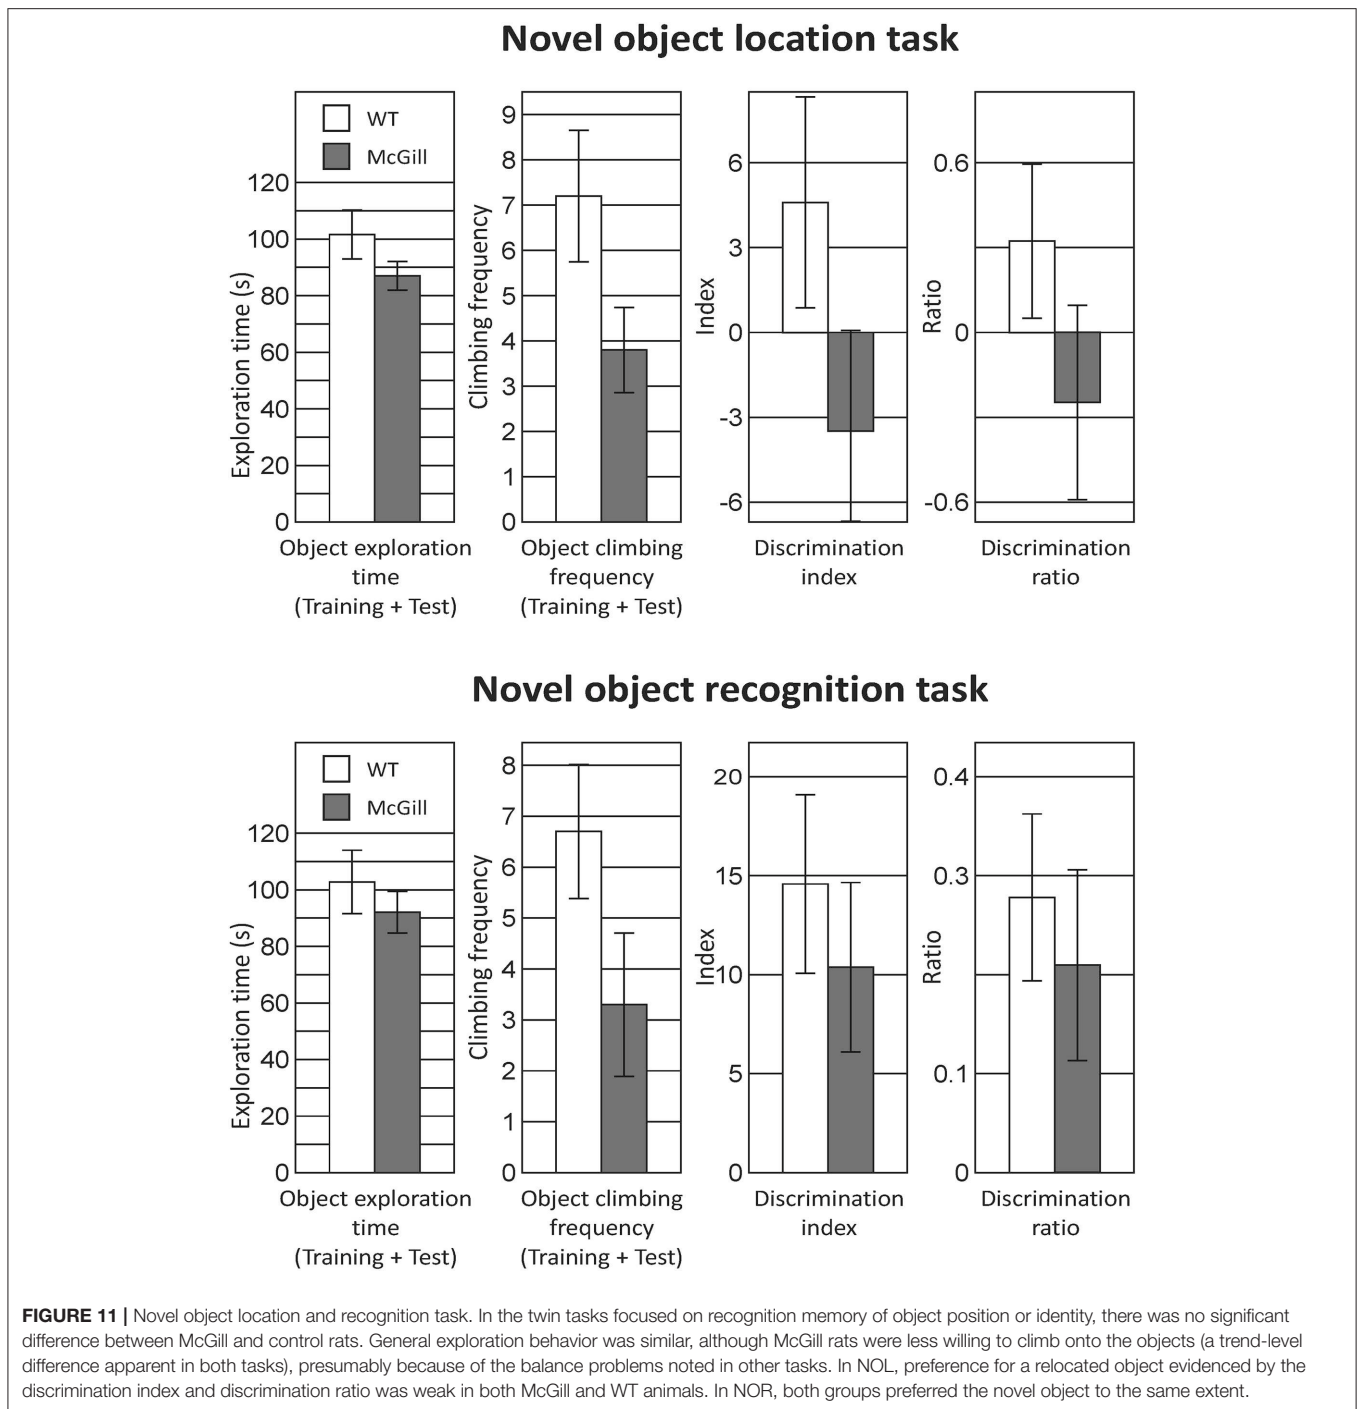 Novel object location task
WT
McGill
Exploration time (s)
120
100
80
60
40
20
0
Object exploration
time
(Training + Test)
Climbing frequency
9
8
7
6
5
4
3
2
1
0
Object climbing
frequency
(Training + Test)
Index
6
3
0
-3
-6
Discrimination
index
Ratio
0.6
0
-0.6
Discrimination
ratio
Novel object recognition task
WT
McGill
Exploration time (s)
120
100
80
60
40
20
0
Object exploration
time
(Training + Test)
Climbing frequency
8
7
6
5
4
3
2
1
0
Object climbing
frequency
(Training + Test)
Index
20
15
10
5
0
Discrimination
index
Ratio
0.4
0.3
0.1
0
Discrimination
ratio
FIGURE 11 | Novel object location and recognition task. In the twin tasks focused on recognition memory of object position or identity, there was no significant
difference between McGill and control rats. General exploration behavior was similar, although McGill rats were less willing to climb onto the objects (a trend-level
difference apparent in both tasks), presumably because of the balance problems noted in other tasks. In NOL, preference for a relocated object evidenced by the
discrimination index and discrimination ratio was weak in both McGill and WT animals. In NOR, both groups preferred the novel object to the same extent.